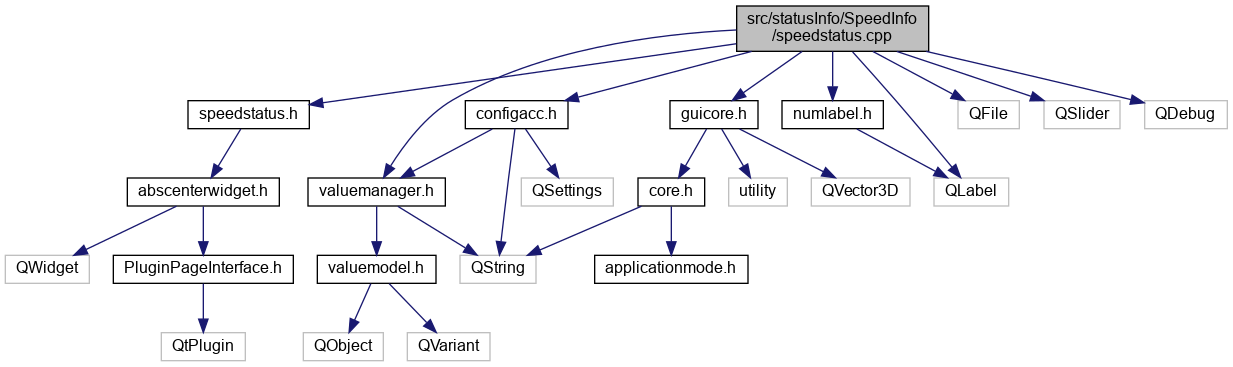 src/statusInfo/SpeedInfo
/speedstatus.cpp
speedstatus.h
configacc.h
guicore.h
numlabel.h
QFile
QSlider
QDebug
abscenterwidget.h
valuemanager.h
QSettings
core.h
utility
QVector3D
QLabel
QWidget
PluginPageInterface.h
valuemodel.h
QString
applicationmode.h
QtPlugin
QObject
QVariant